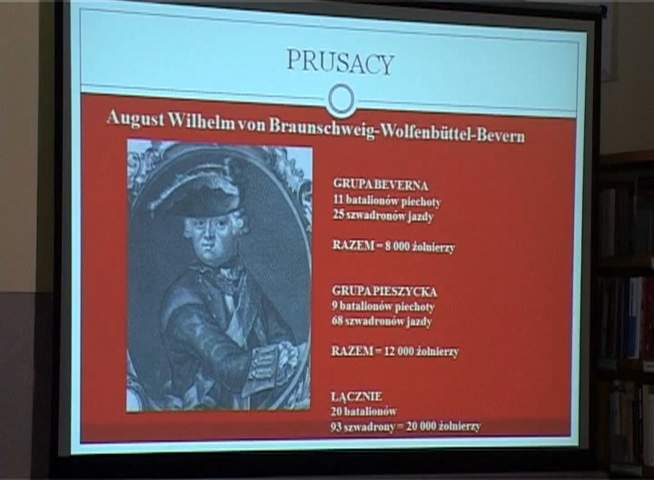 PRUSACY
August Wilhelm von Braunschweig-Wolfenbüttel-Bevern
GRUPA BEVERNA
11 batalionów piechoty
25 szwadronów jazdy
RAZEM = 8 000 żołnierzy
GRUPA PIESZYCKA
9 batalionów piechoty
68 szwadronów jazdy
RAZEM = 12 000 żołnierzy
ŁĄCZNIE
20 batalionów
93 szwadrony = 20 000 żołnierzy